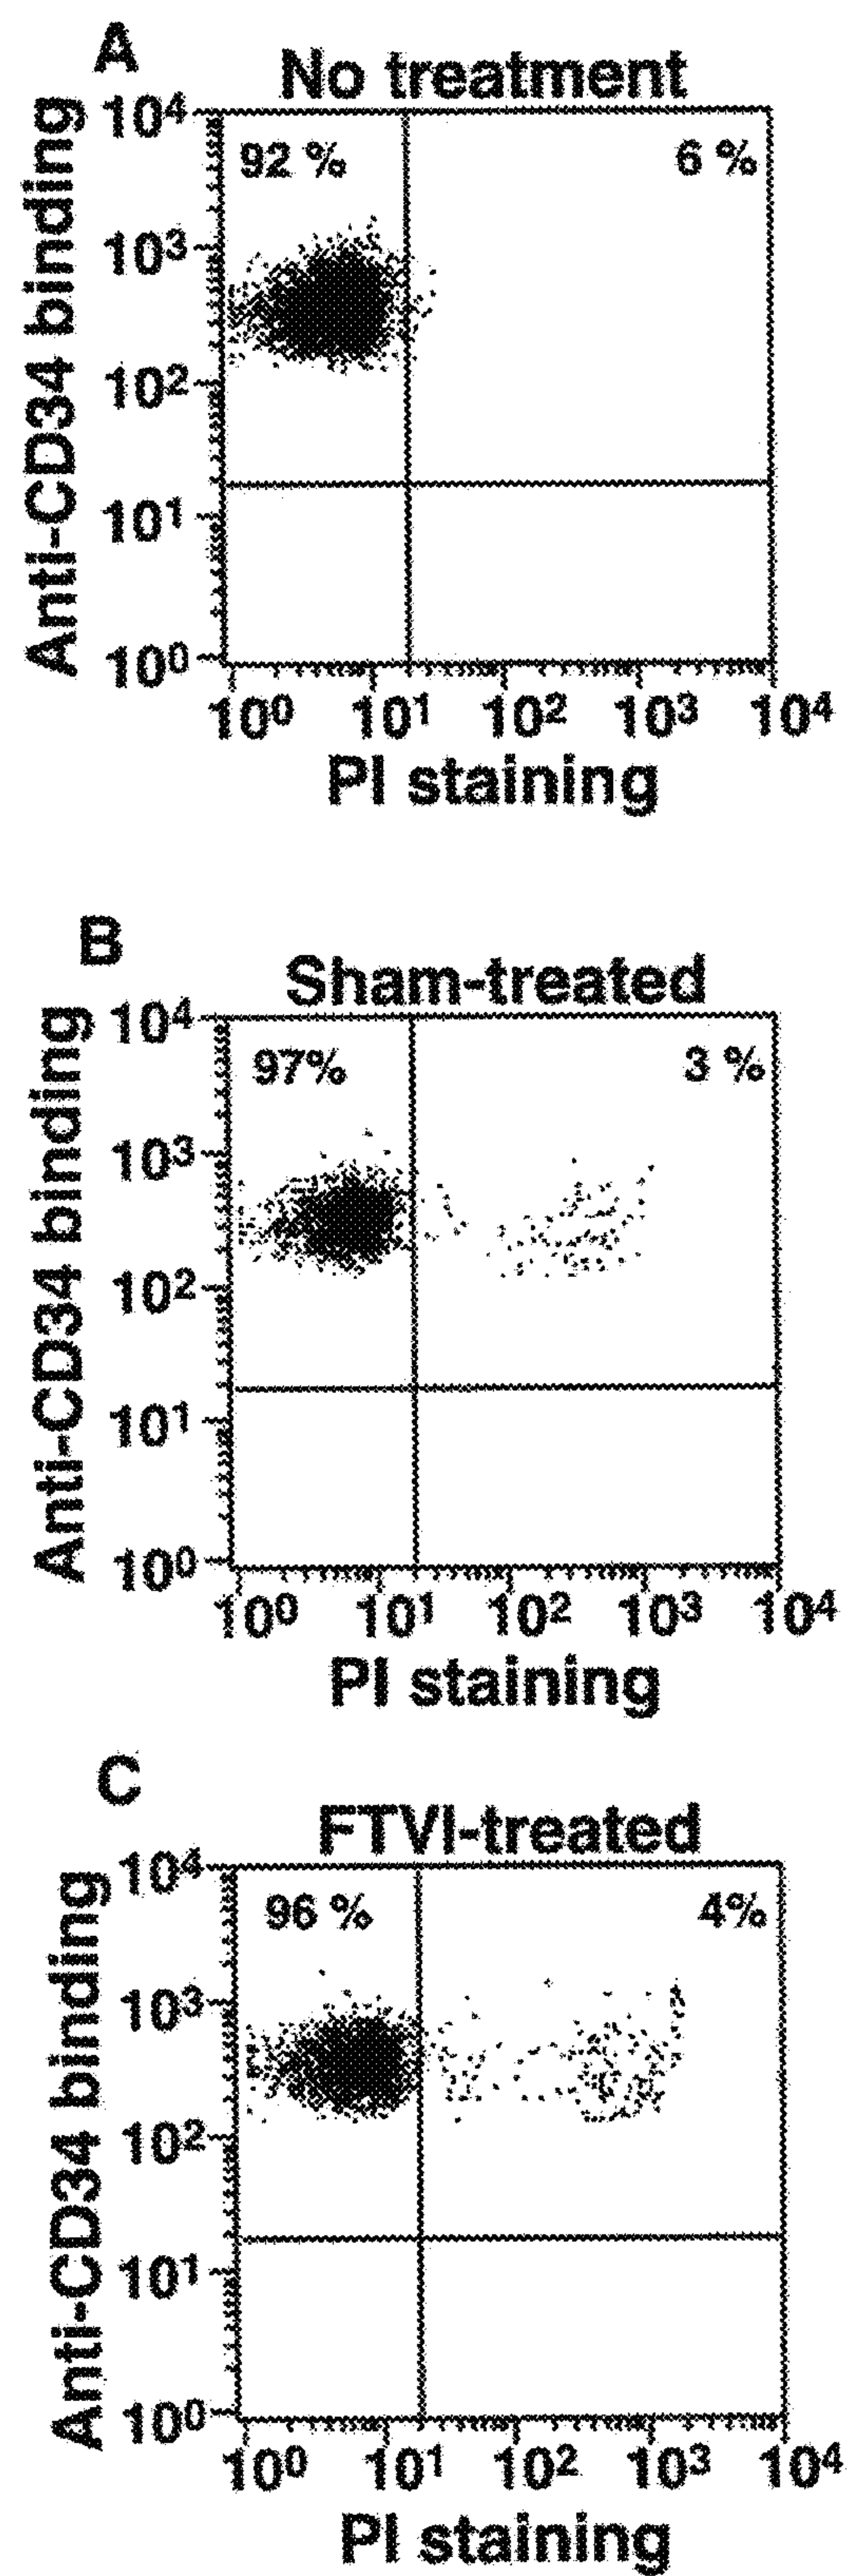 A
No treatment
92 %
6 %
Anti-CD34 binding
10⁴
10³
10²
10¹
10⁰
10⁰ 10¹ 10² 10³ 10⁴
PI staining
B
Sham-treated
97%
3 %
Anti-CD34 binding
10⁴
10³
10²
10¹
10⁰
10⁰ 10¹ 10² 10³ 10⁴
PI staining
C
FTVI-treated
96 %
4%
Anti-CD34 binding
10⁴
10³
10²
10¹
10⁰
10⁰ 10¹ 10² 10³ 10⁴
PI staining